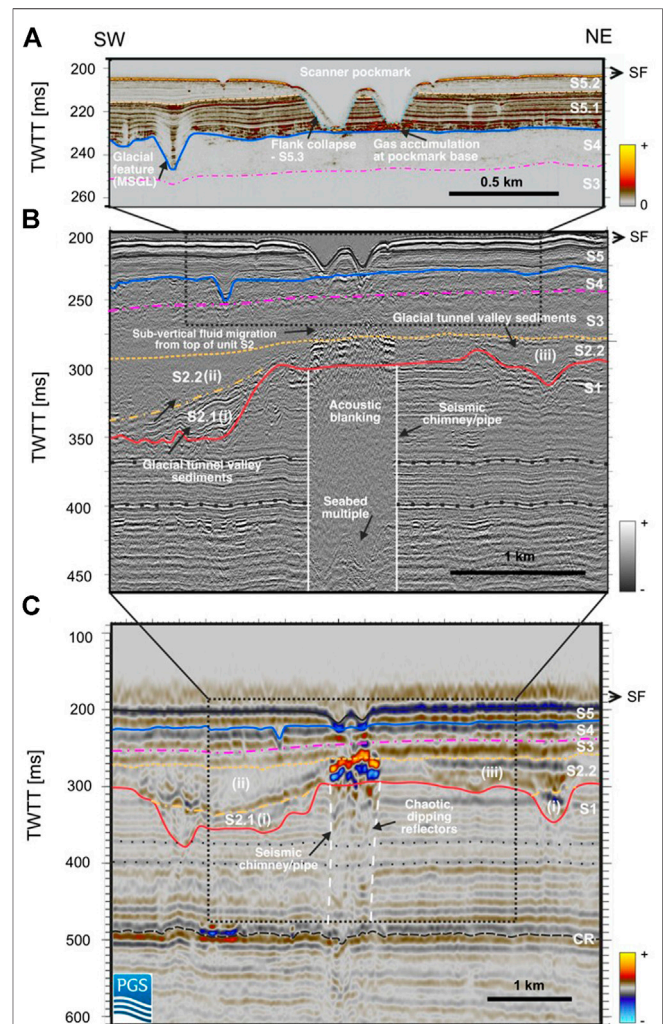 A
SW
NE
TWTT [ms]
200
220
240
260
Scanner pockmark
SF
S5.2
S5.1
Flank collapse
- S5.3
Gas accumulation
at pockmark base
Glacial
feature
(MSGL)
S4
S3
0.5 km
+
0
B
TWTT [ms]
200
250
300
350
400
450
SF
S5
S4
S3
Sub-vertical fluid migration
from top of unit S2
Glacial tunnel valley sediments
(iii)
S2.2
S1
S2.2(ii)
S2.1(i)
Glacial tunnel valley
sediments
Acoustic
blanking
Seismic
chimney/pipe
Seabed
multiple
1 km
+
-
C
TWTT [ms]
100
200
300
400
500
600
SF
S5
S4
S3
S2.2
S1
(ii)
(iii)
(i)
S2.1(i)
Chaotic,
dipping
reflectors
Seismic
chimney/pipe
CR
1 km
PGS
+
-